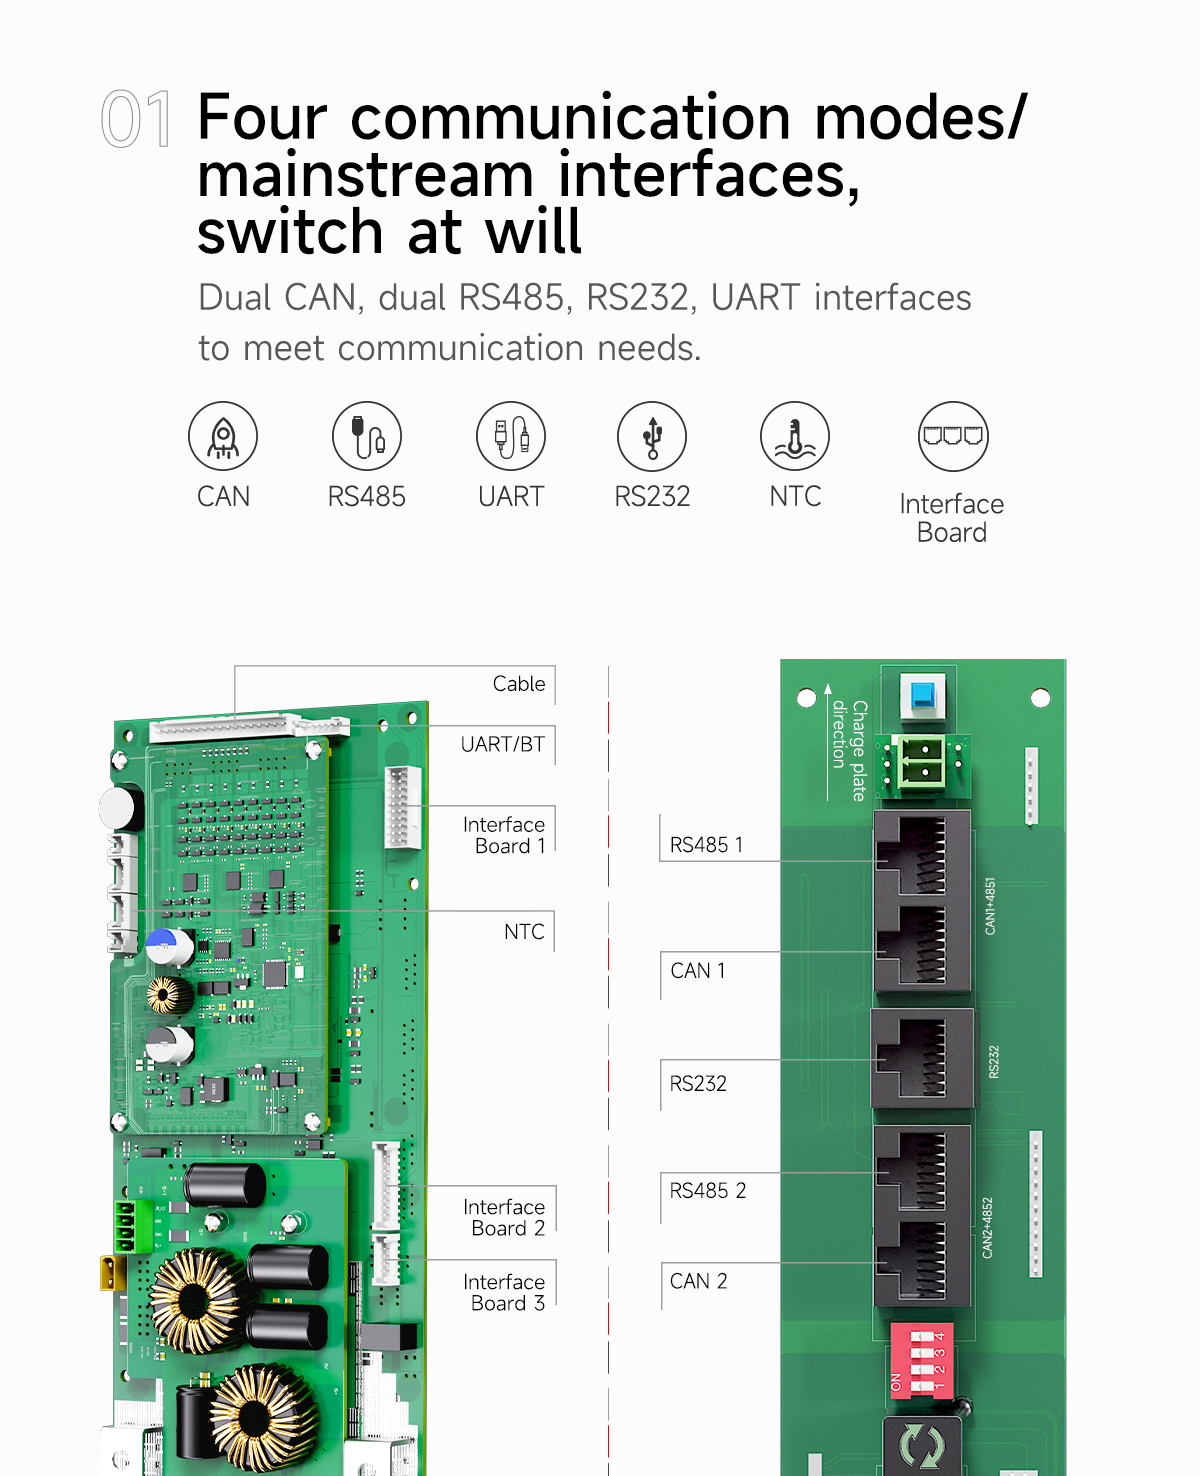 01
Four communication modes/
mainstream interfaces,
switch at will
Dual CAN, dual RS485, RS232, UART interfaces
to meet communication needs.
CAN
RS485
UART
RS232
NTC
Interface
Board
Cable
UART/BT
Interface
Board 1
NTC
Interface
Board 2
Interface
Board 3
Charge plate
direction
RS485 1
CAN 1
RS232
RS485 2
CAN 2
CAN1+4851
RS232
CAN2+4852
ON
1 2 3 4